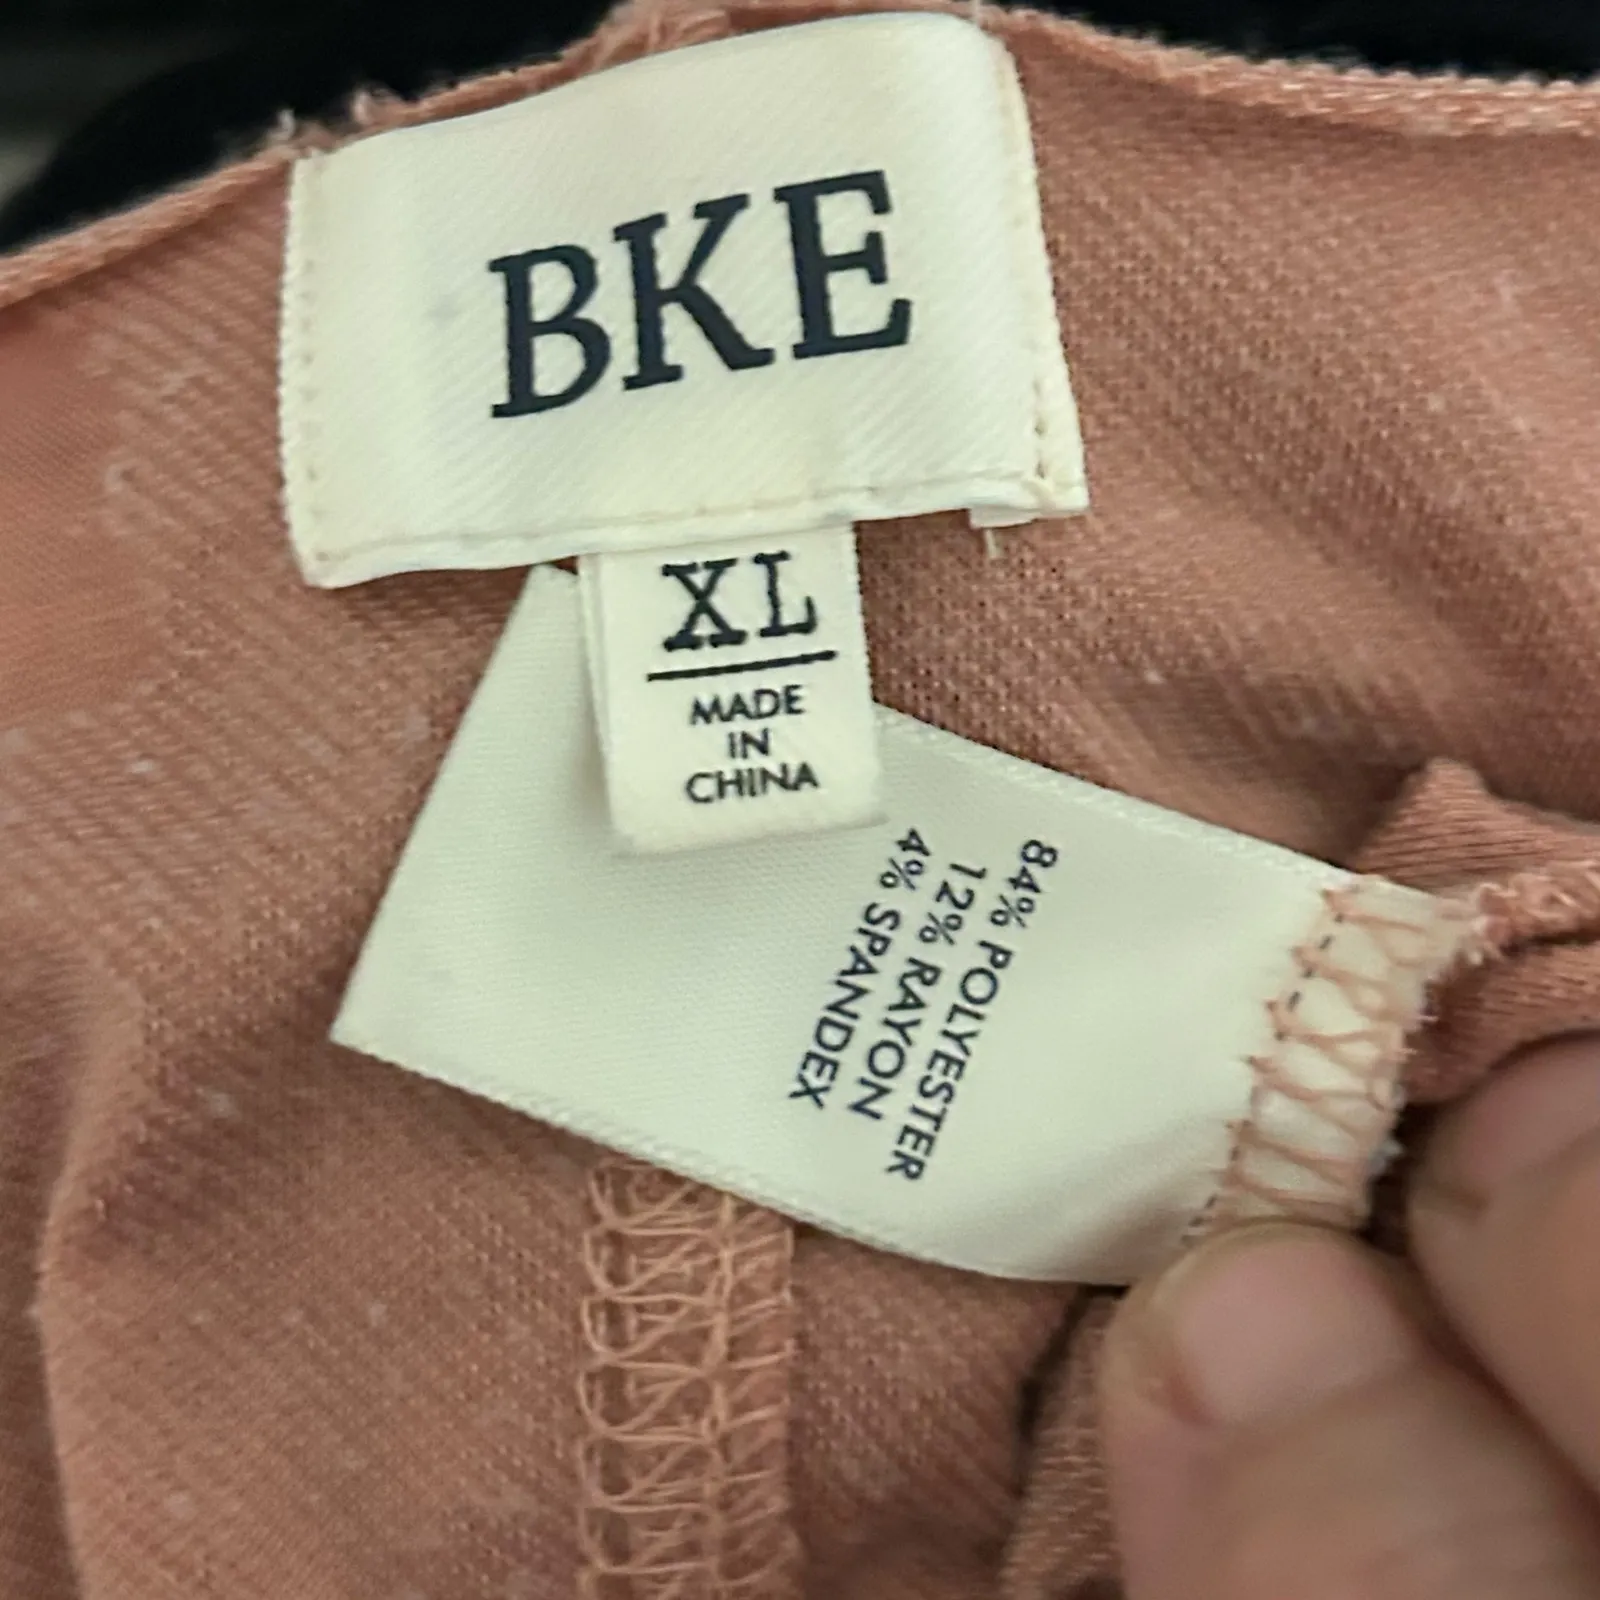 BKE
XL
MADE
IN
CHINA
84% POLYESTER
12% RAYON
4% SPANDEX